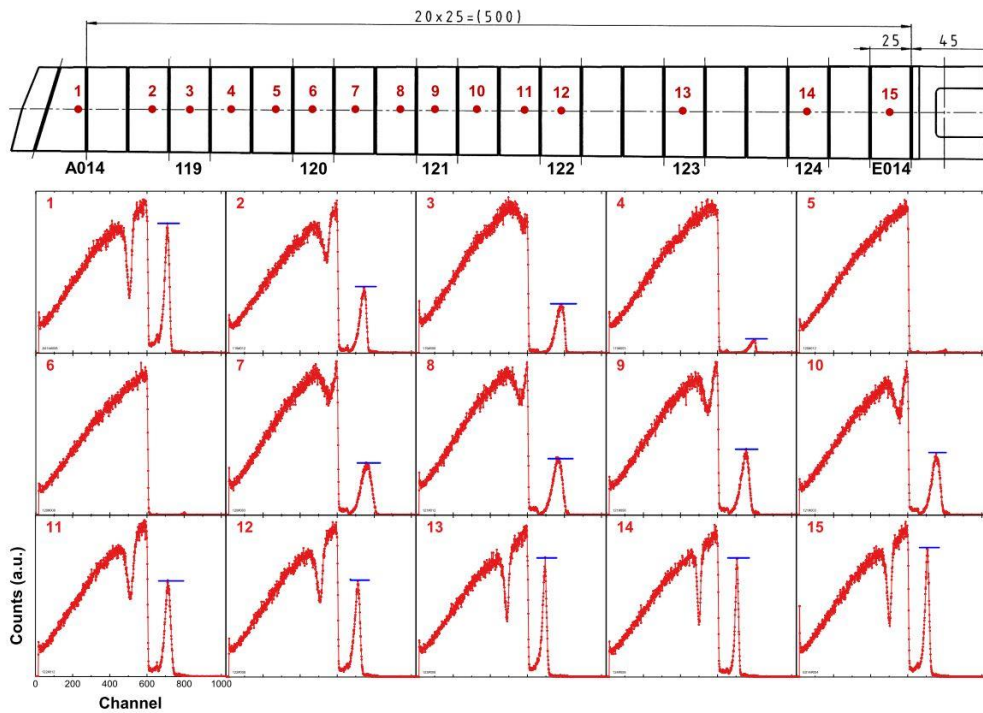 20x25=(500)
25 45
1 2 3 4 5 6 7 8 9 10 11 12 13 14 15
A014 119 120 121 122 123 124 E014
1 2 3 4 5
6 7 8 9 10
11 12 13 14 15
Counts (a.u.)
0 200 400 600 800 1000
Channel